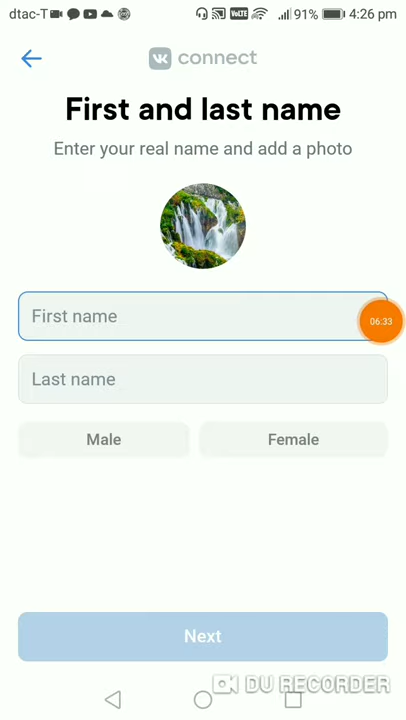 dtac-T VoLTE 91% 4:26 pm
connect
First and last name
Enter your real name and add a photo
First name
06:33
Last name
Male Female
Next
DU RECORDER